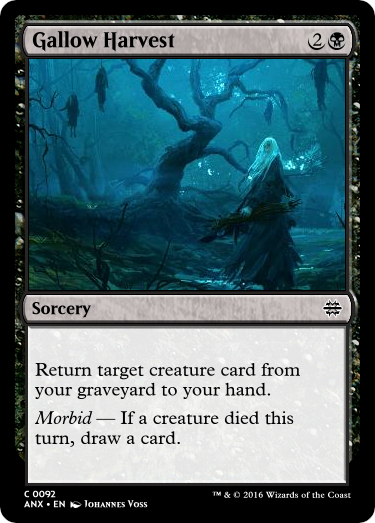 Gallow Harvest 2
Sorcery
Return target creature card from
your graveyard to your hand.
Morbid — If a creature died this
turn, draw a card.
C 0092
ANX • EN Johannes Voss
™ & © 2016 Wizards of the Coast